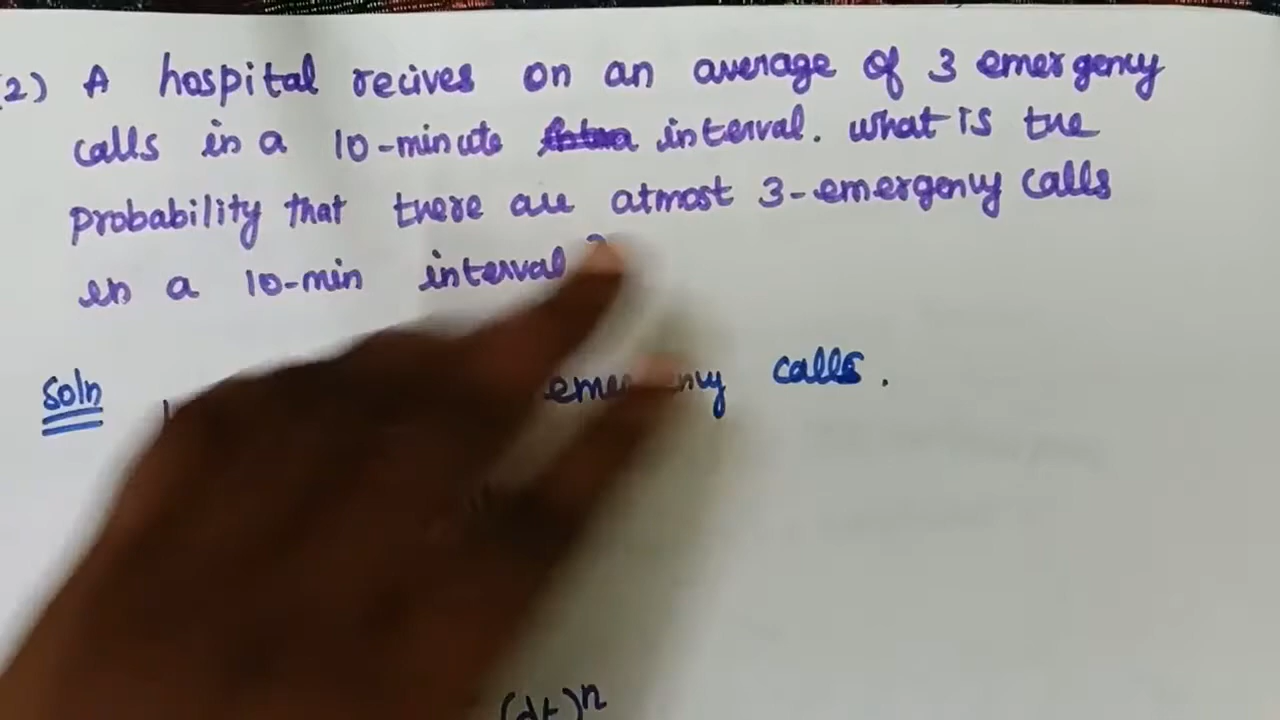 (2) A hospital recives on an average of 3 emergency
calls in a 10-minute interval. what is the
probability that there are atmost 3-emergency calls
in a 10-min interval?
Soln calls.
(dt)^n